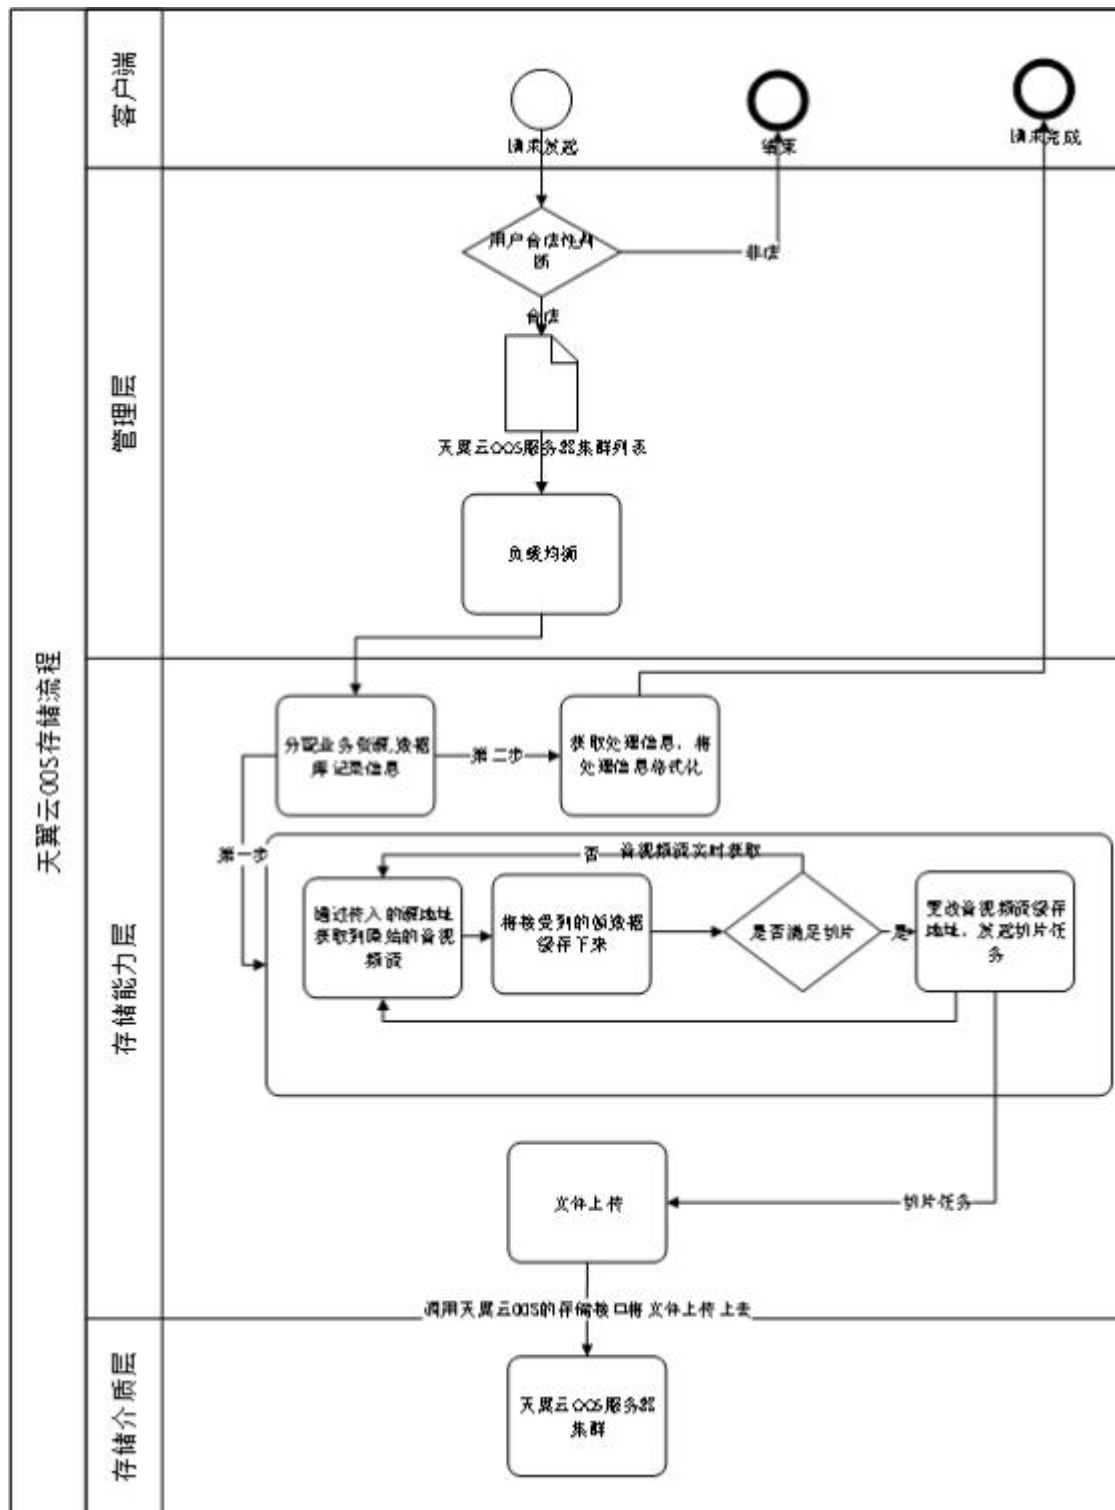 天翼云OOS存储流程
客户端
请求发起
结束
请求完成
管理层
用户合法性判
断
非法
合法
天翼云OOS服务器集群列表
负载均衡
存储能力层
分配业务资源,数据
库记录信息
第二步
获取处理信息，将
处理信息格式化
第一步
否
音视频源实时获取
通过传入的源地址
获取到原始的音视
频源
将接受到的帧数据
缓存下来
是否满足切片
是
更改音视频源缓存
地址，发起切片任
务
文件上传
切片任务
调用天翼云OOS的存储接口将文件上传上去
存储介质层
天翼云OOS服务器
集群